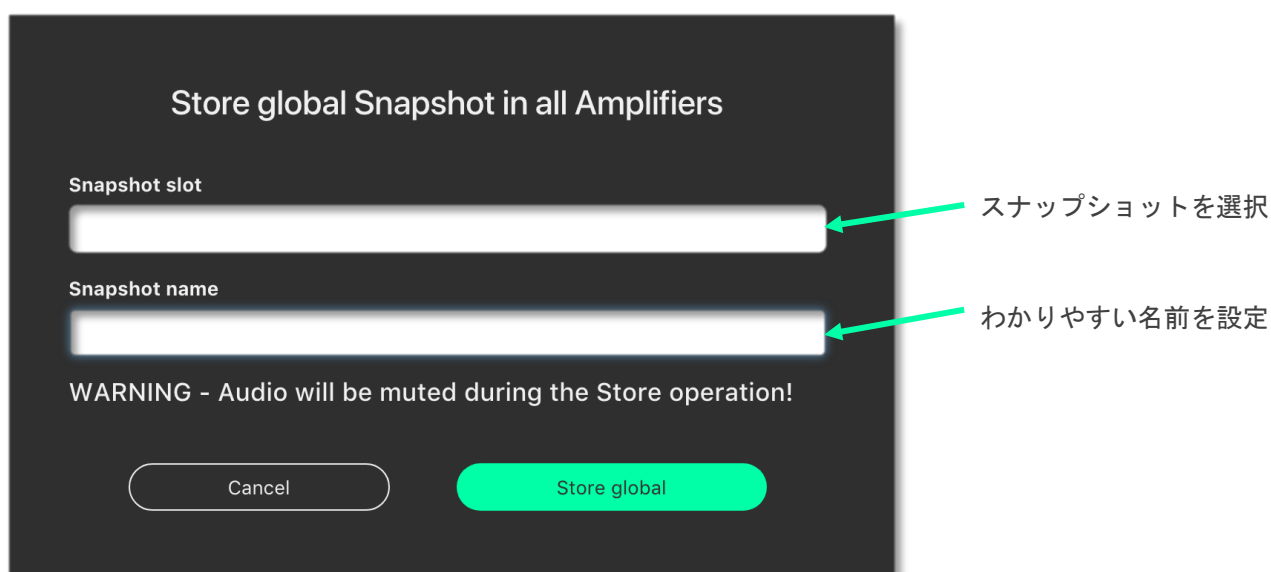 Store global Snapshot in all Amplifiers
Snapshot slot
スナップショットを選択
Snapshot name
わかりやすい名前を設定
WARNING - Audio will be muted during the Store operation!
Cancel
Store global